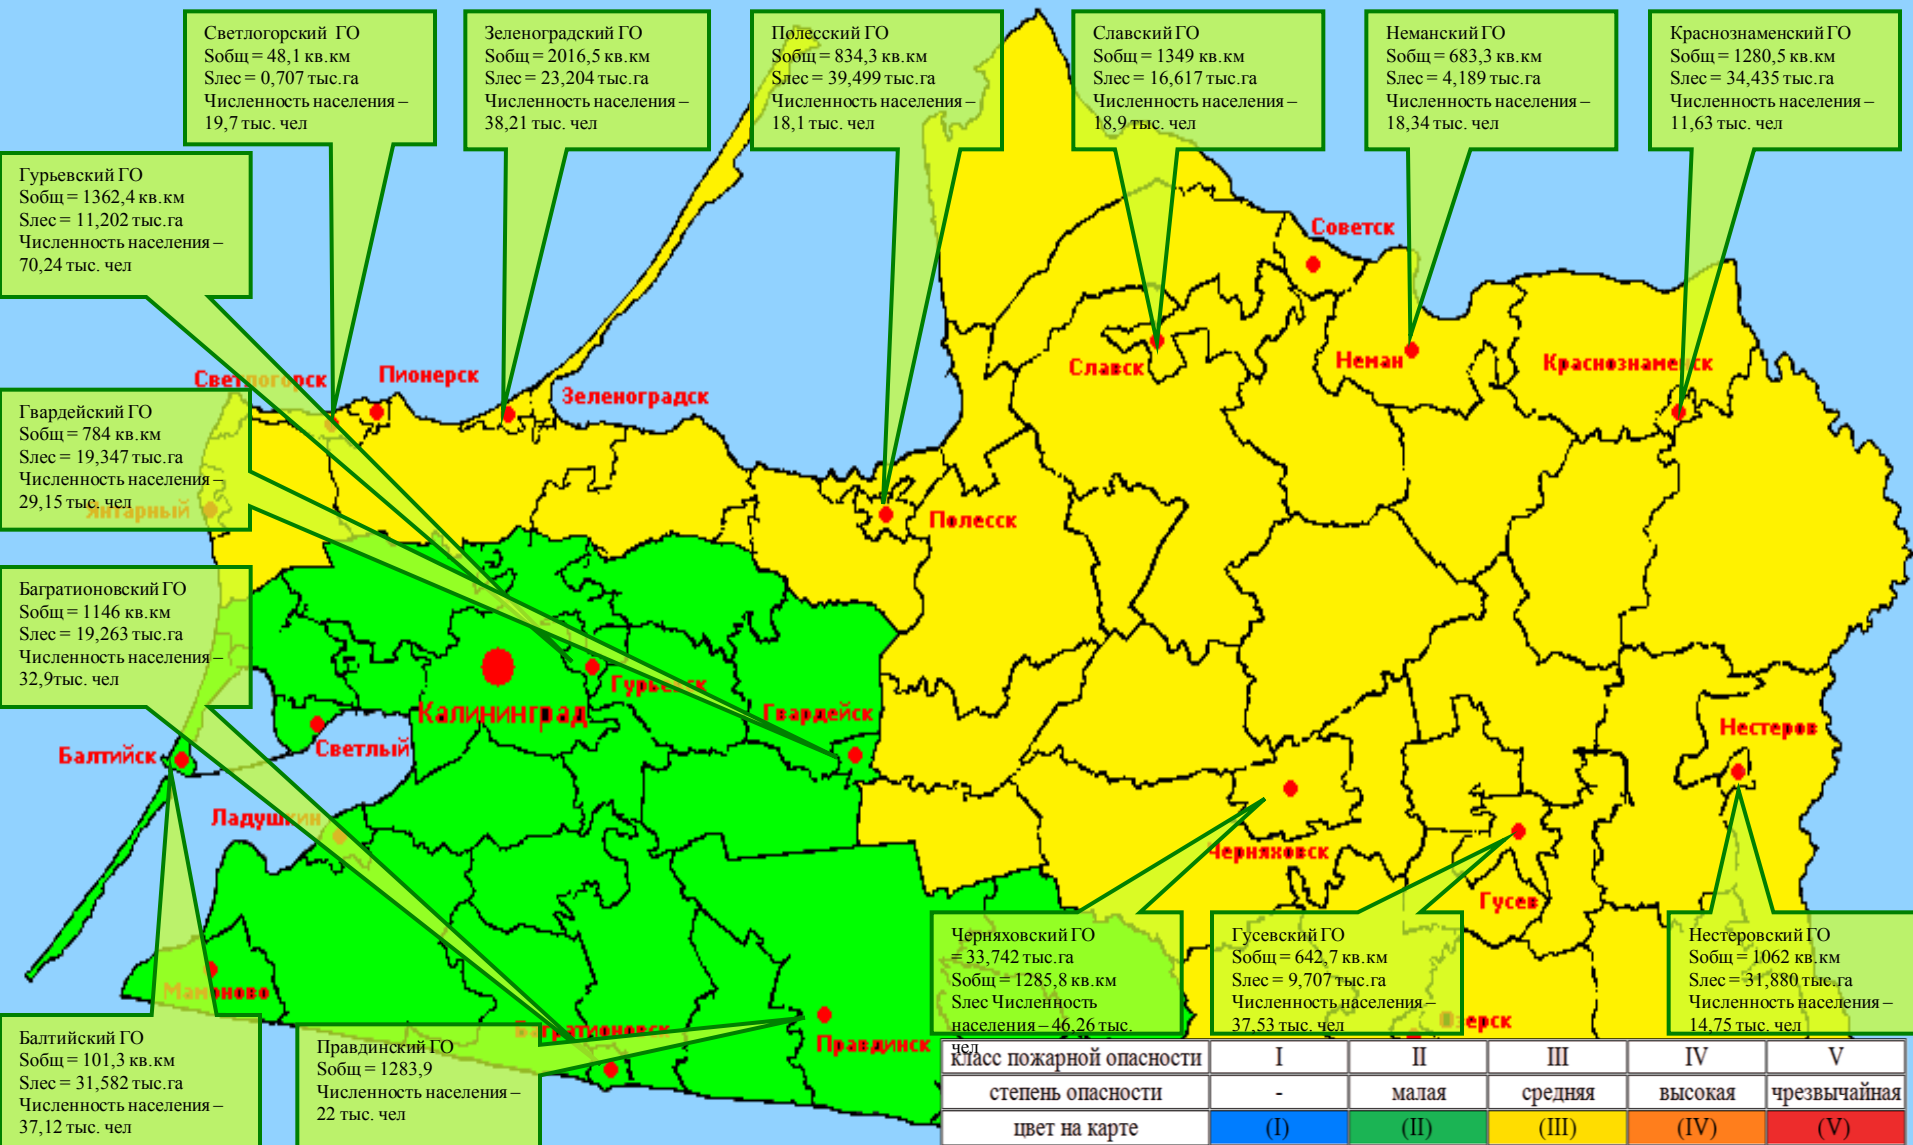 Светлогорский ГО
Sобщ = 48,1 кв.км
Sлес = 0,707 тыс.га
Численность населения –
19,7 тыс. чел
Зеленоградский ГО
Sобщ = 2016,5 кв.км
Sлес = 23,204 тыс.га
Численность населения –
38,21 тыс. чел
Полесский ГО
Sобщ = 834,3 кв.км
Sлес = 39,499 тыс.га
Численность населения –
18,1 тыс. чел
Славский ГО
Sобщ = 1349 кв.км
Sлес = 16,617 тыс.га
Численность населения –
18,9 тыс. чел
Неманский ГО
Sобщ = 683,3 кв.км
Sлес = 4,189 тыс.га
Численность населения –
18,34 тыс. чел
Краснознаменский ГО
Sобщ = 1280,5 кв.км
Sлес = 34,435 тыс.га
Численность населения –
11,63 тыс. чел
Гурьевский ГО
Sобщ = 1362,4 кв.км
Sлес = 11,202 тыс.га
Численность населения –
70,24 тыс. чел
Советск
Славск
Неман
Краснознаменск
Светлогорск
Пионерск
Зеленоградск
Гвардейский ГО
Sобщ = 784 кв.км
Sлес = 19,347 тыс.га
Численность населения –
29,15 тыс. чел
Янтарный
Полесск
Багратионовский ГО
Sобщ = 1146 кв.км
Sлес = 19,263 тыс.га
Численность населения –
32,9тыс. чел
Гурьевск
Калининград
Гвардейск
Нестеров
Балтийск
Светлый
Ладушкин
Черняховск
Гусев
Мамоново
Багратионовск
Правдинск
Озерск
Черняховский ГО
= 33,742 тыс.га
Sобщ = 1285,8 кв.км
Sлес Численность
населения – 46,26 тыс.
чел
Гусевский ГО
Sобщ = 642,7 кв.км
Sлес = 9,707 тыс.га
Численность населения –
37,53 тыс. чел
Нестеровский ГО
Sобщ = 1062 кв.км
Sлес = 31,880 тыс.га
Численность населения –
14,75 тыс. чел
Балтийский ГО
Sобщ = 101,3 кв.км
Sлес = 31,582 тыс.га
Численность населения –
37,12 тыс. чел
Правдинский ГО
Sобщ = 1283,9
Численность населения –
22 тыс. чел
класс пожарной опасности I II III IV V
степень опасности - малая средняя высокая чрезвычайная
цвет на карте (I) (II) (III) (IV) (V)